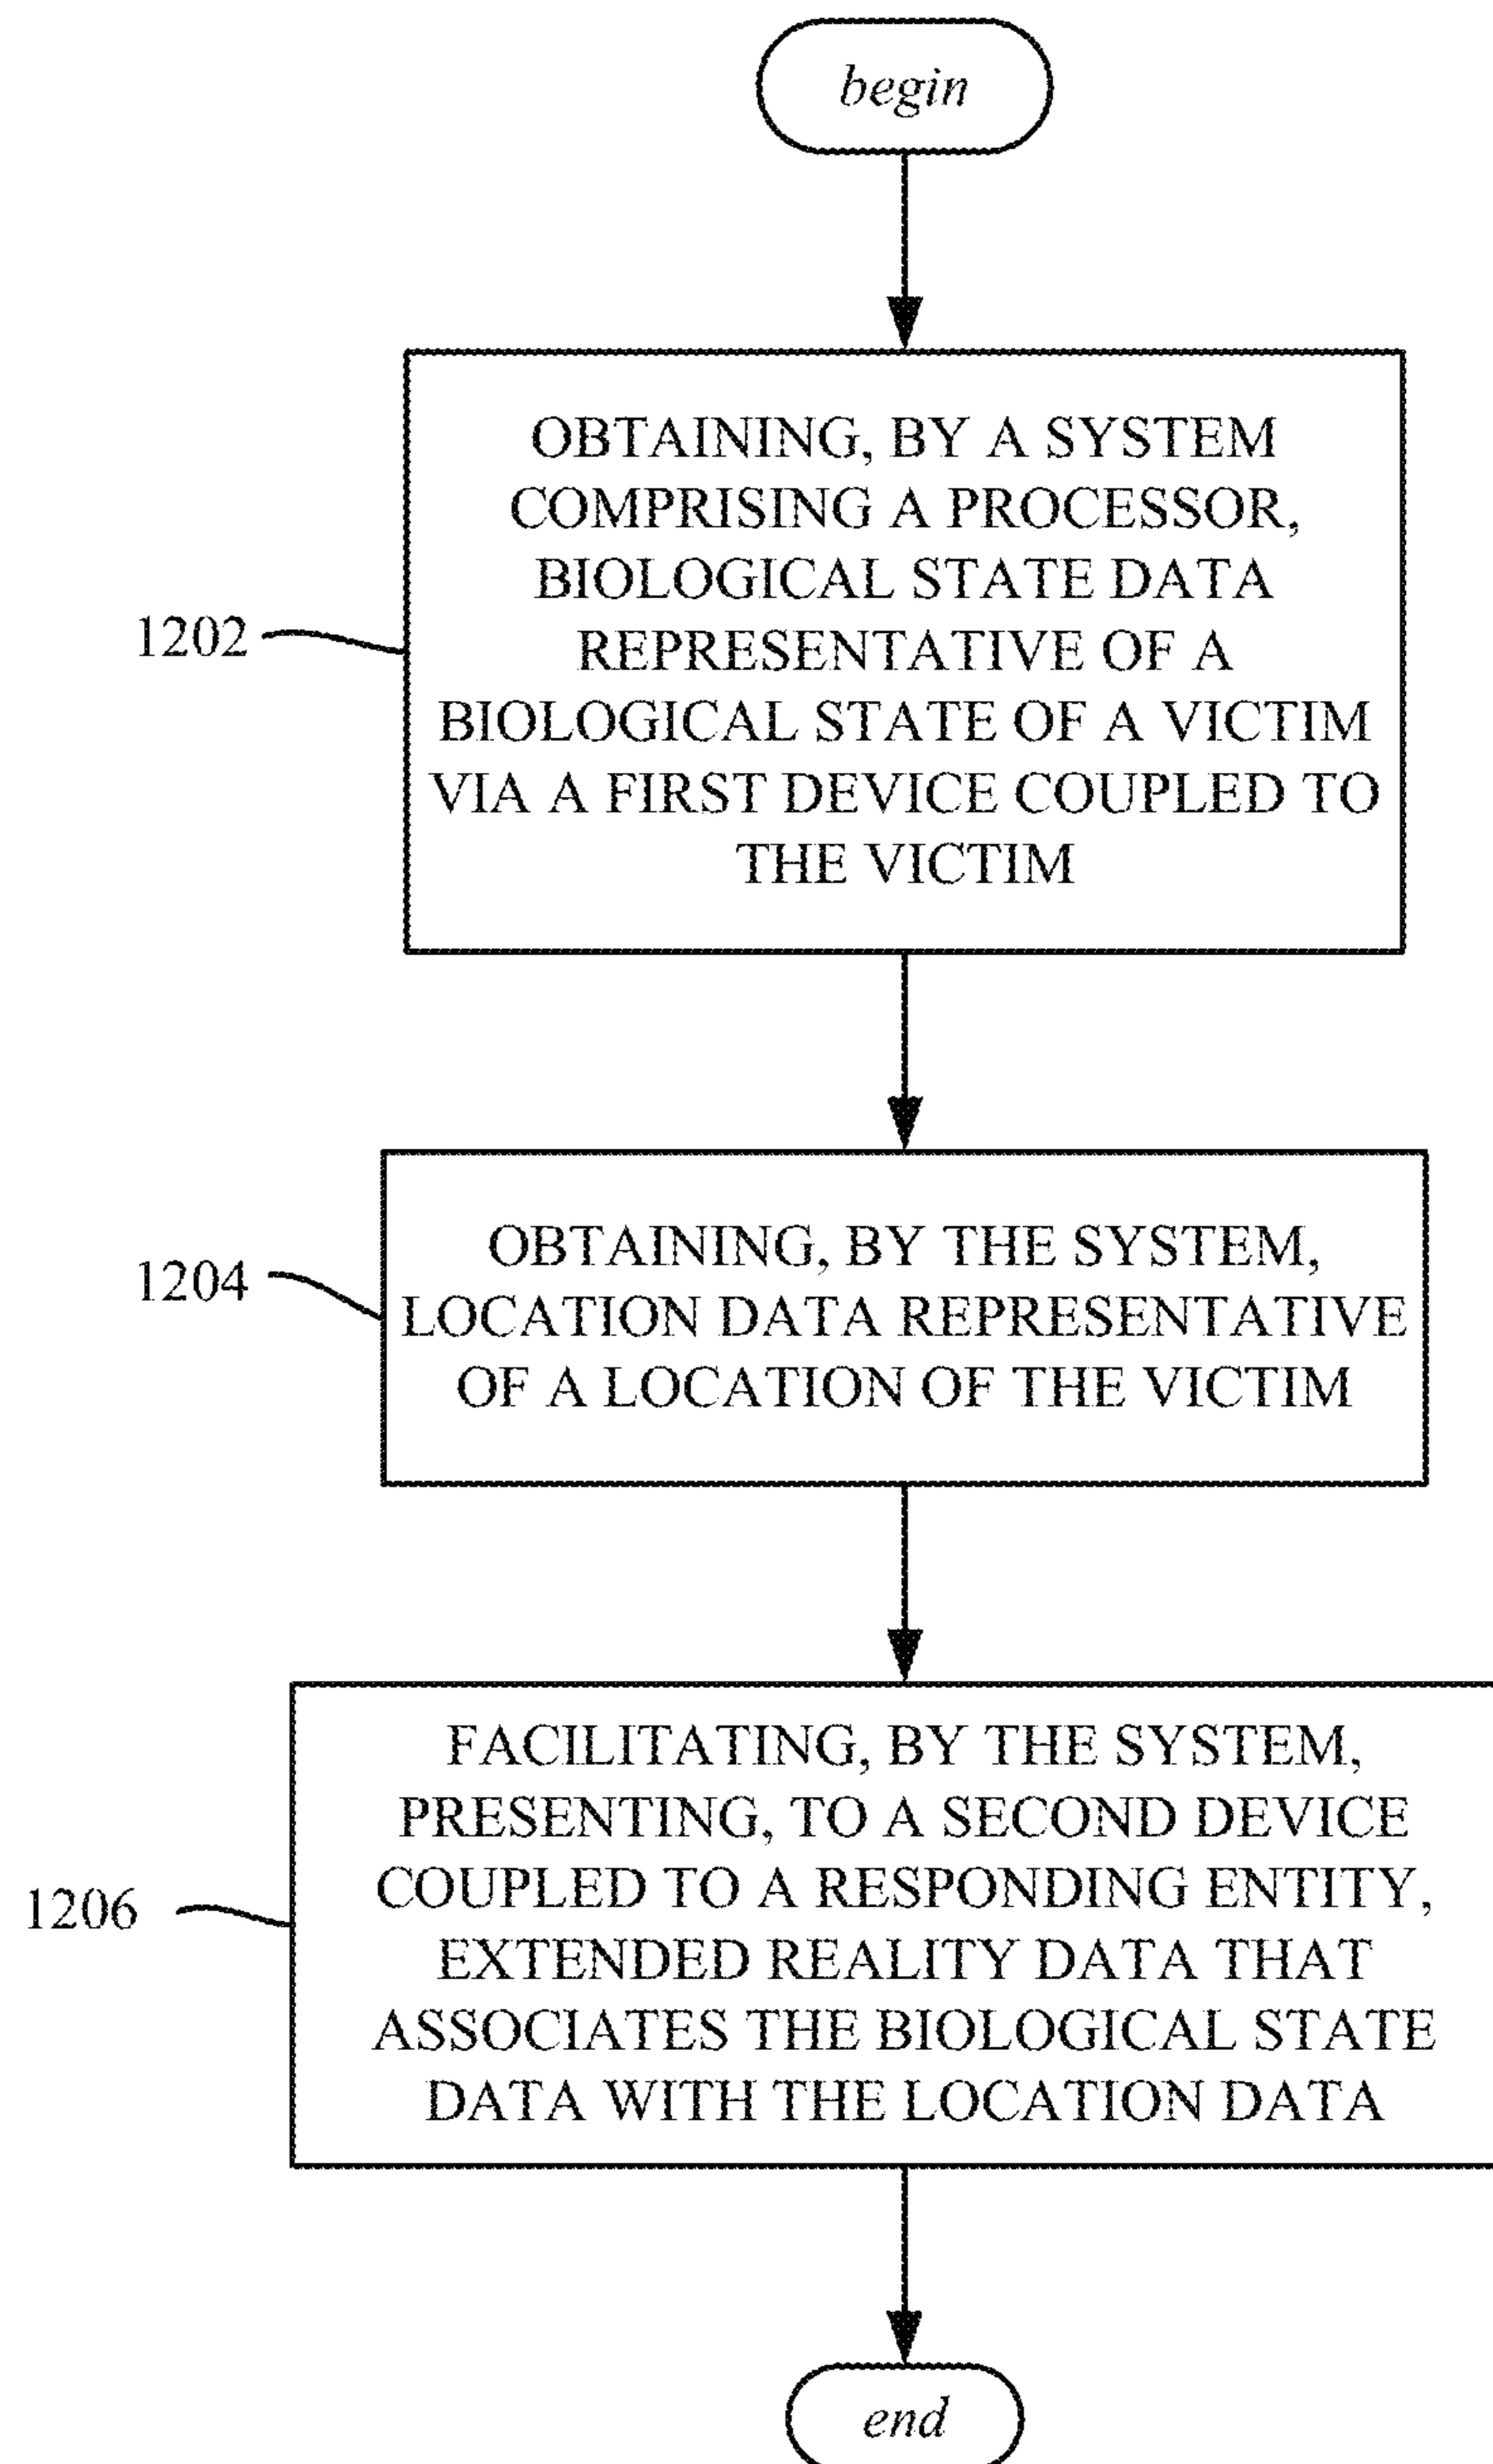 begin
OBTAINING, BY A SYSTEM
COMPRISING A PROCESSOR,
BIOLOGICAL STATE DATA
REPRESENTATIVE OF A
BIOLOGICAL STATE OF A VICTIM
VIA A FIRST DEVICE COUPLED TO
THE VICTIM
1202
OBTAINING, BY THE SYSTEM,
LOCATION DATA REPRESENTATIVE
OF A LOCATION OF THE VICTIM
1204
FACILITATING, BY THE SYSTEM,
PRESENTING, TO A SECOND DEVICE
COUPLED TO A RESPONDING ENTITY,
EXTENDED REALITY DATA THAT
ASSOCIATES THE BIOLOGICAL STATE
DATA WITH THE LOCATION DATA
1206
end